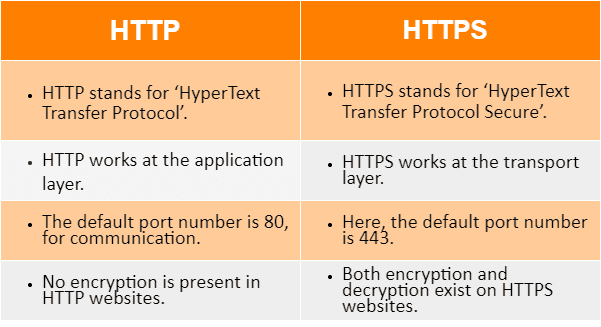 HTTP
HTTPS
• HTTP stands for ‘HyperText
Transfer Protocol’.
• HTTPS stands for ‘HyperText
Transfer Protocol Secure’.
• HTTP works at the application
layer.
• HTTPS works at the transport
layer.
• The default port number is 80,
for communication.
• Here, the default port number
is 443.
• No encryption is present in
HTTP websites.
• Both encryption and
decryption exist on HTTPS
websites.